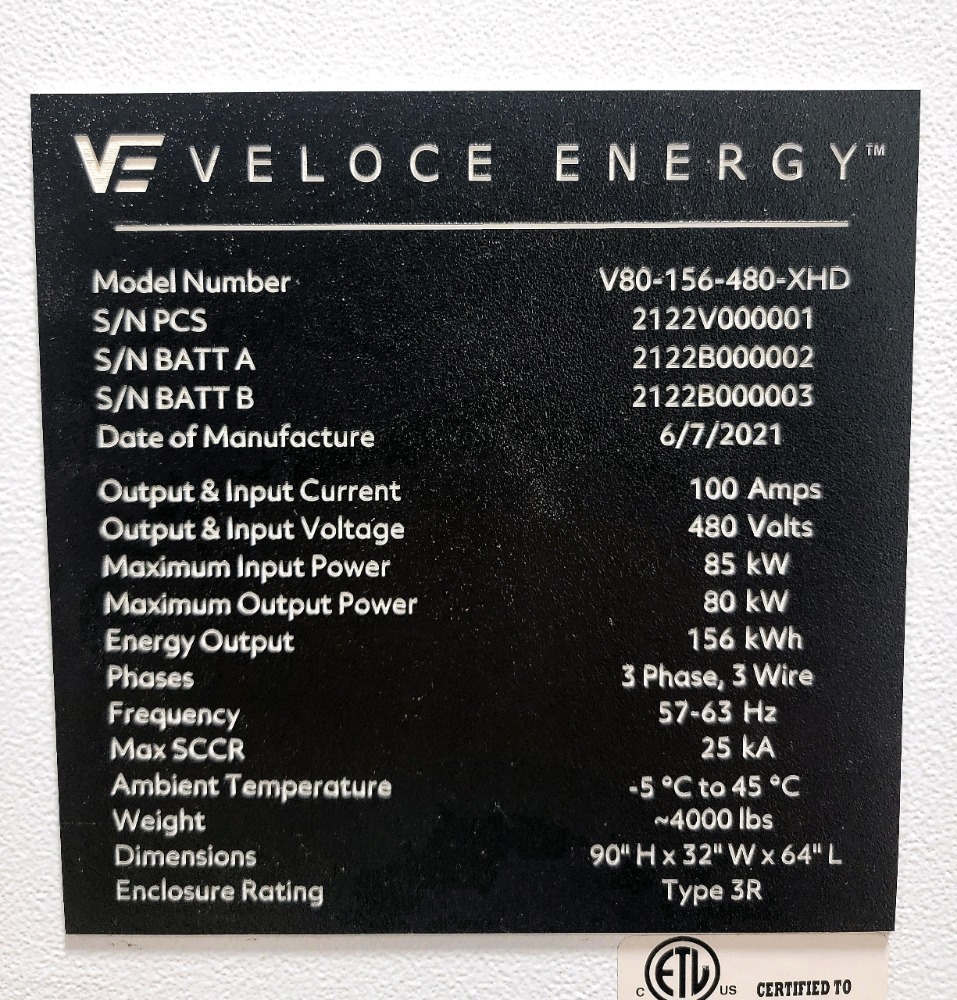 VE VELOCE ENERGY™
Model Number V80-156-480-XHD
S/N PCS 2122V000001
S/N BATT A 2122B000002
S/N BATT B 2122B000003
Date of Manufacture 6/7/2021
Output & Input Current 100 Amps
Output & Input Voltage 480 Volts
Maximum Input Power 85 kW
Maximum Output Power 80 kW
Energy Output 156 kWh
Phases 3 Phase, 3 Wire
Frequency 57-63 Hz
Max SCCR 25 kA
Ambient Temperature -5 °C to 45 °C
Weight ~4000 lbs
Dimensions 90" H x 32" W x 64" L
Enclosure Rating Type 3R
C ETL US CERTIFIED TO